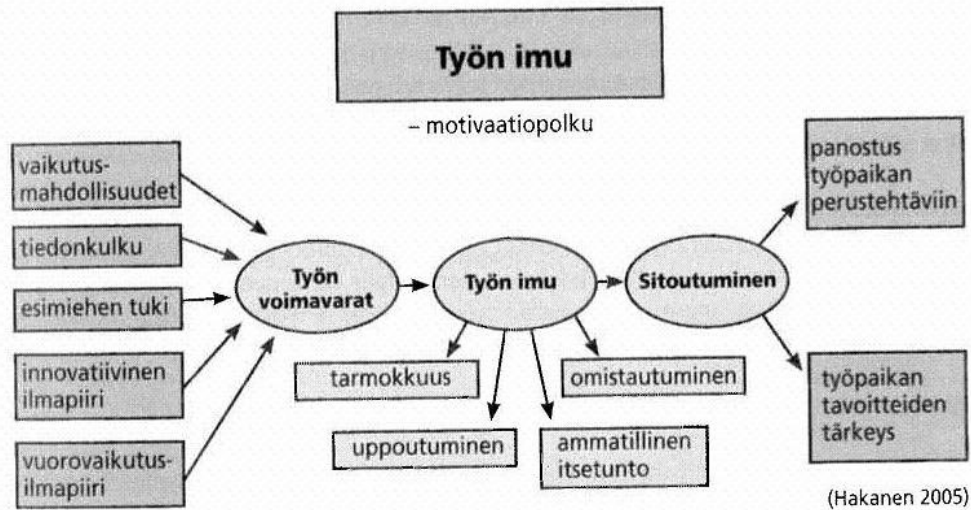 Työn imu
– motivaatiopolku
vaikutus-
mahdollisuudet
tiedonkulku
esimiehen tuki
innovatiivinen
ilmapiiri
vuorovaikutus-
ilmapiiri
Työn
voimavarat
Työn imu
Sitoutuminen
tarmokkuus
omistautuminen
uppoutuminen
ammatillinen
itsetunto
panostus
työpaikan
perustehtäviin
työpaikan
tavoitteiden
tärkeys
(Hakanen 2005)